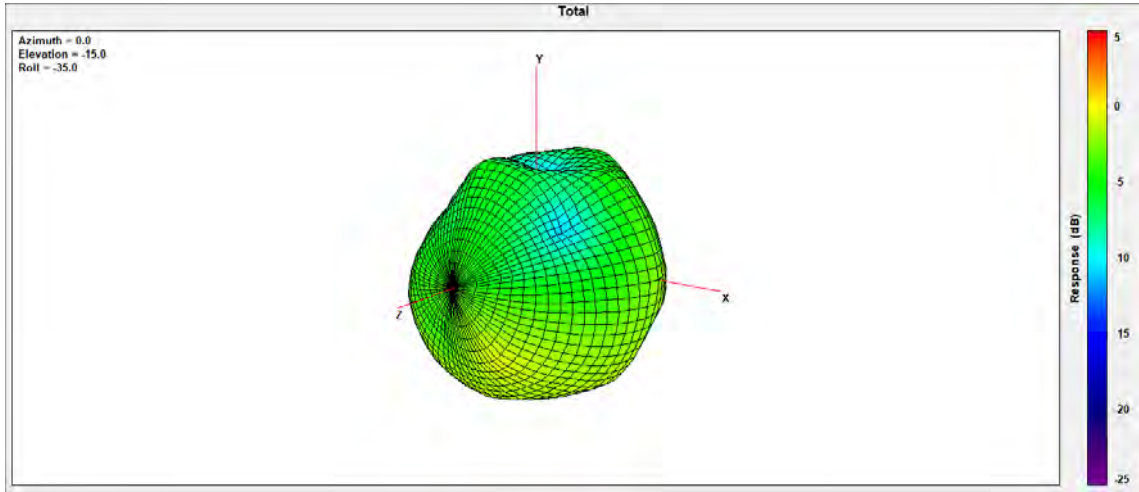 Total
Azimuth = 0.0
Elevation = -15.0
Roll = -35.0
Y
X
Z
5
0
-5
-10
-15
-20
-25
Response (dB)